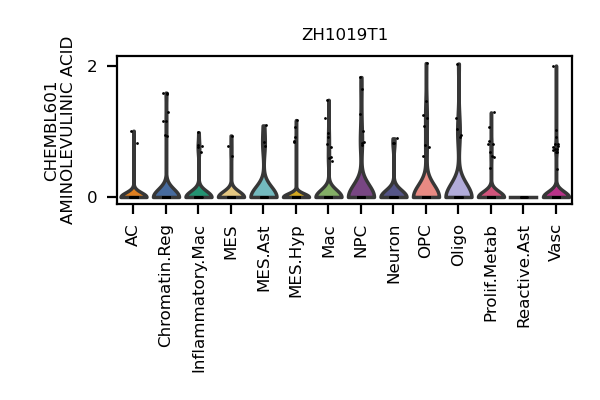 ZH1019T1
CHEMBL601
AMINOLEVULINIC ACID
2
0
AC
Chromatin.Reg
Inflammatory.Mac
MES
MES.Ast
MES.Hyp
Mac
NPC
Neuron
OPC
Oligo
Prolif.Metab
Reactive.Ast
Vasc